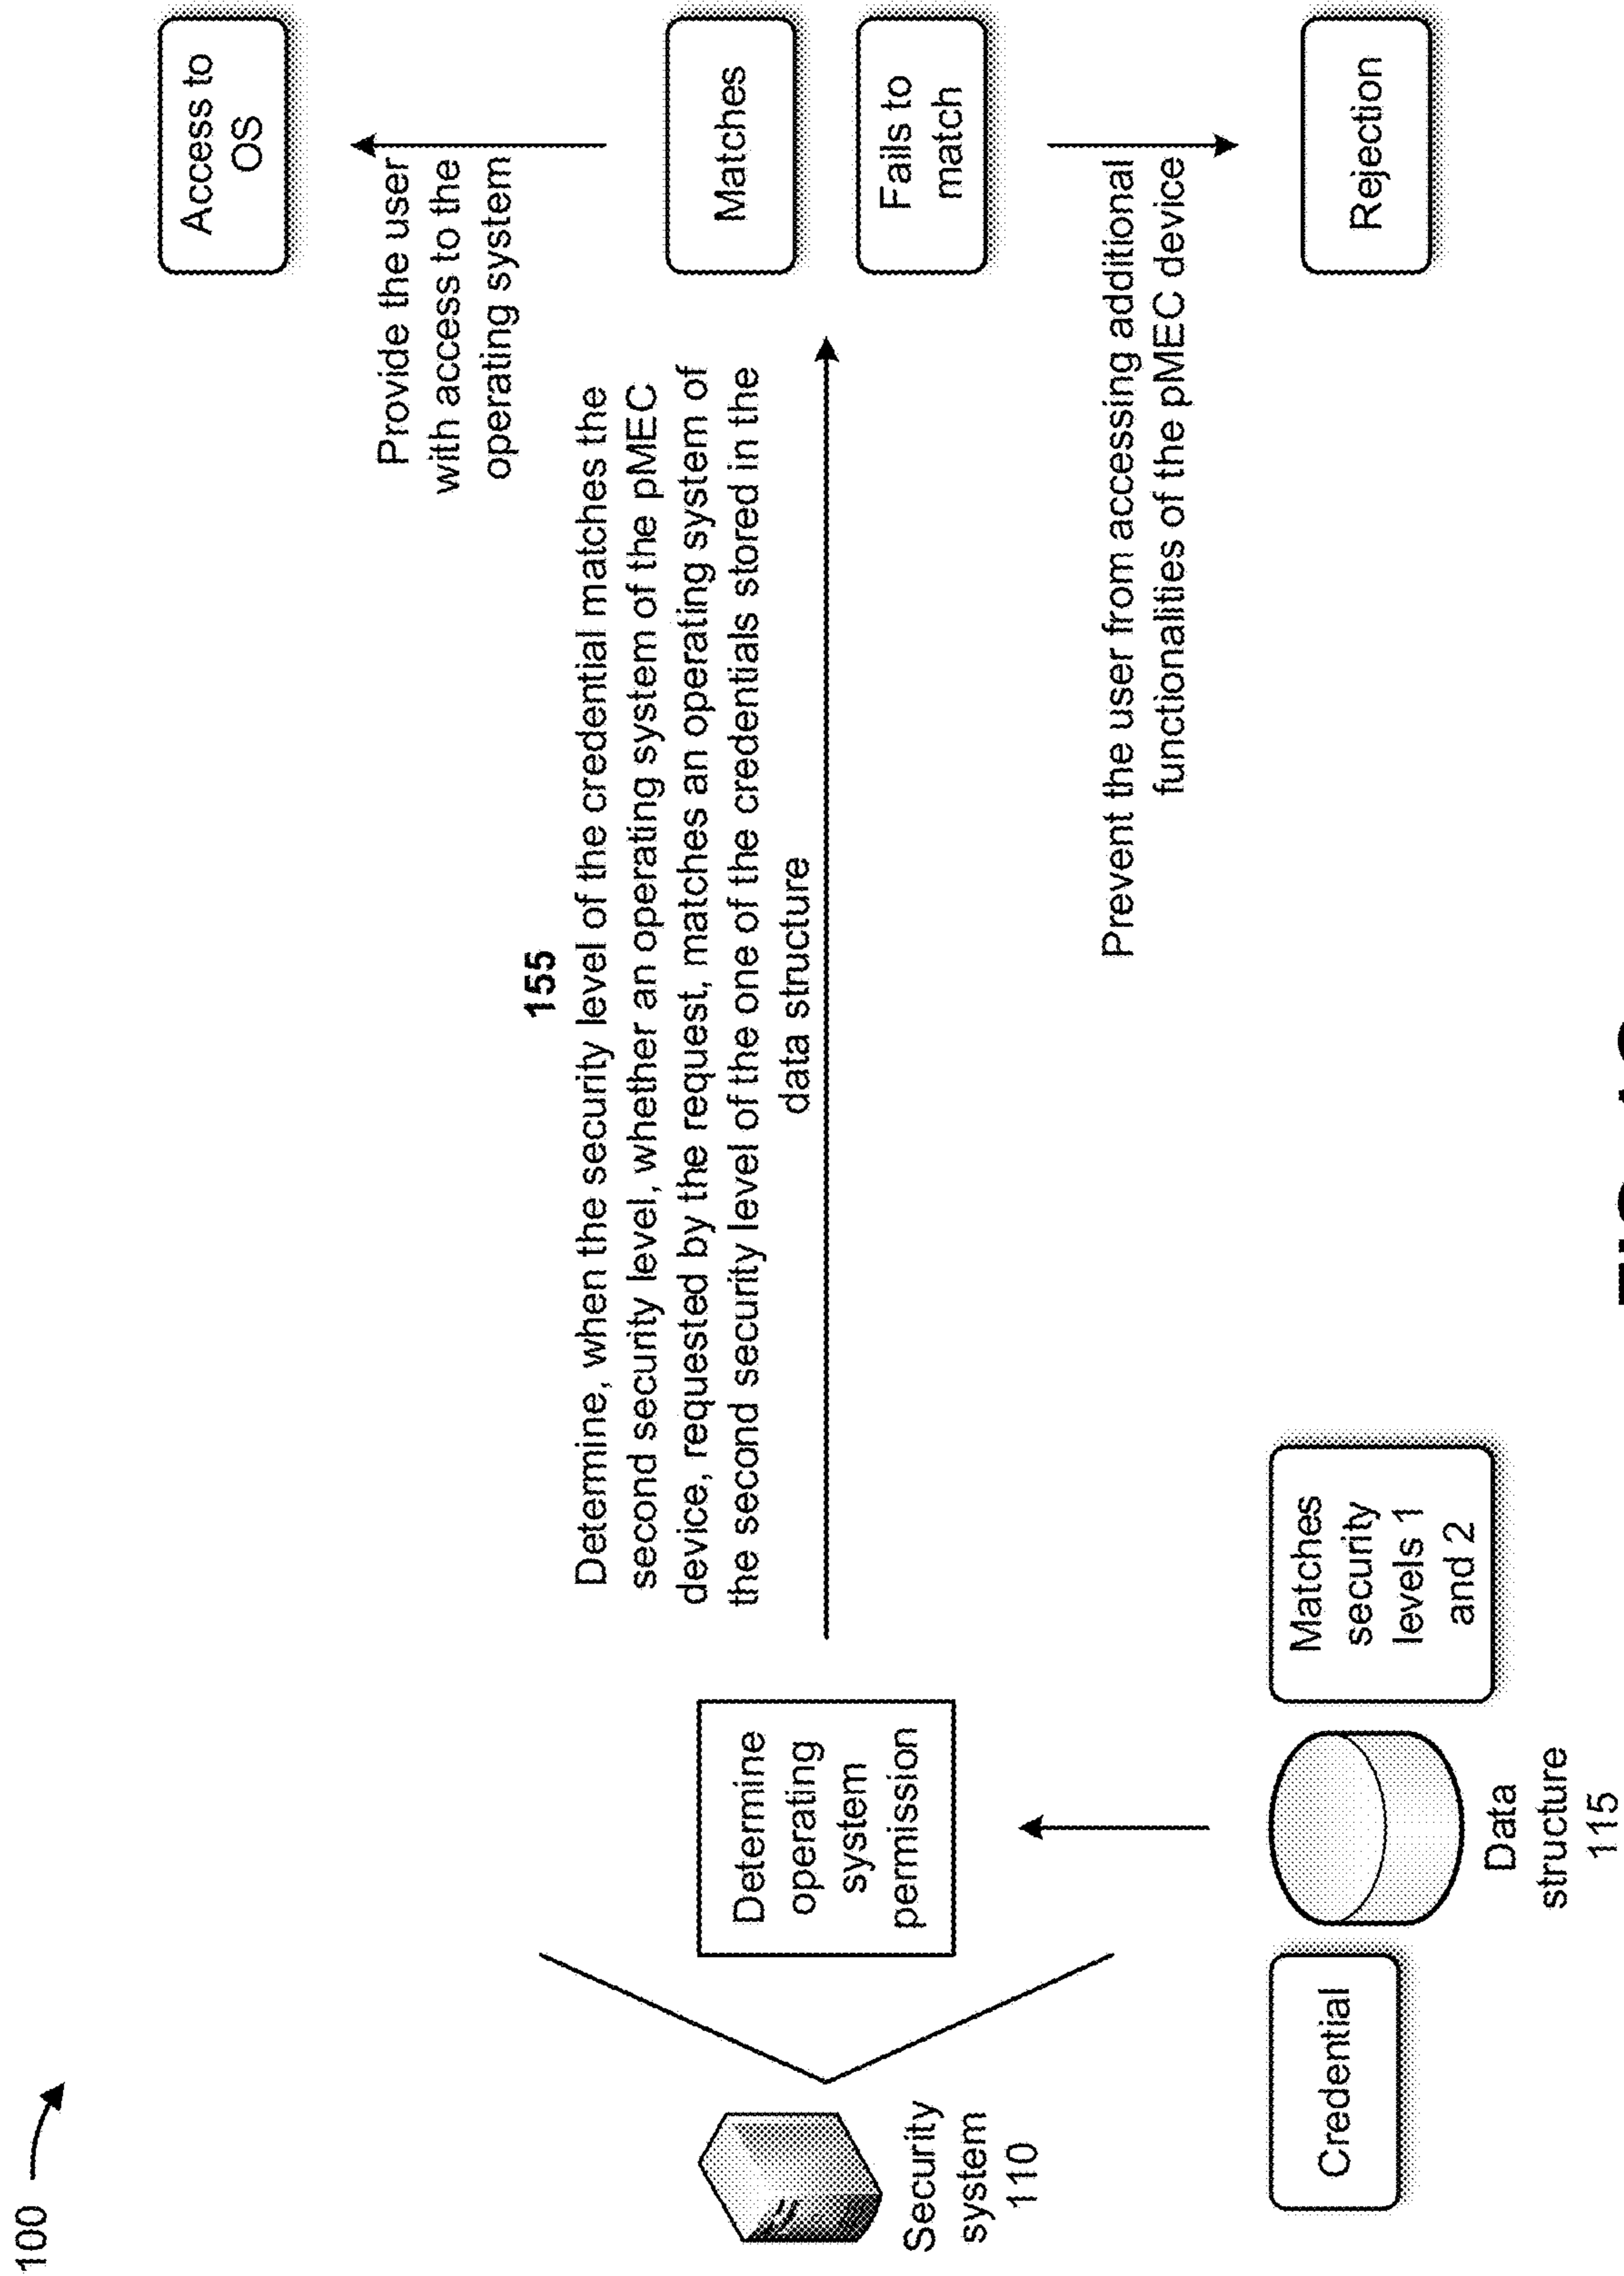 100
155
Determine, when the security level of the credential matches the
second security level, whether an operating system of the pMEC
device, requested by the request, matches an operating system of
the second security level of the one of the credentials stored in the
data structure
Provide the user
with access to the
operating system
Access to
OS
Matches
Fails to
match
Prevent the user from accessing additional
functionalities of the pMEC device
Rejection
Security
system
110
Determine
operating
system
permission
Credential
Data
structure
115
Matches
security
levels 1
and 2